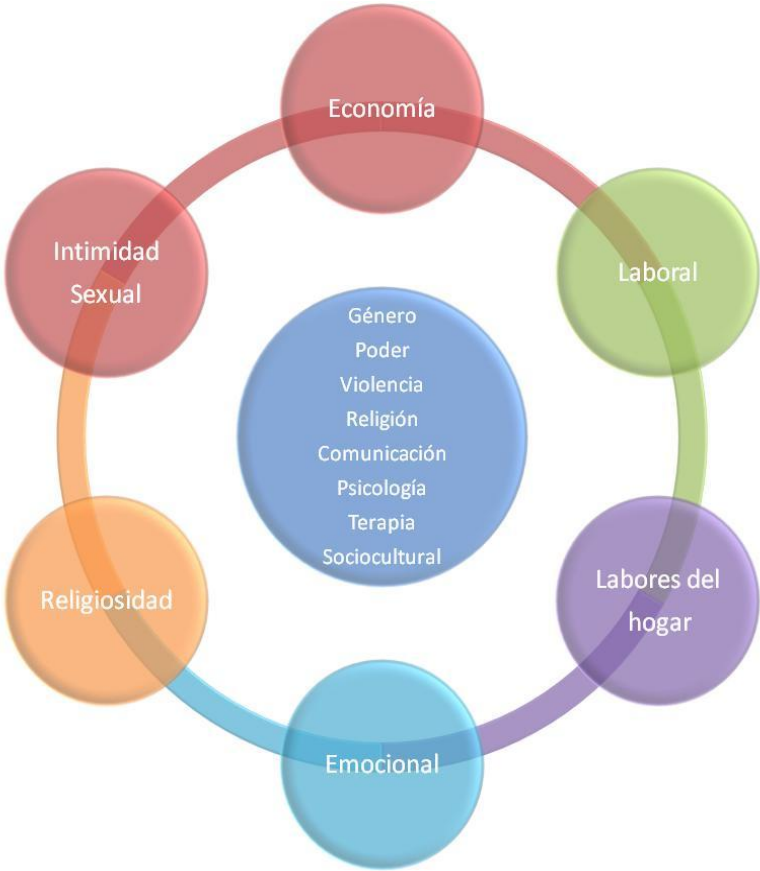 Economía
Intimidad
Sexual
Laboral
Género
Poder
Violencia
Religión
Comunicación
Psicología
Terapia
Sociocultural
Religiosidad
Labores del
hogar
Emocional